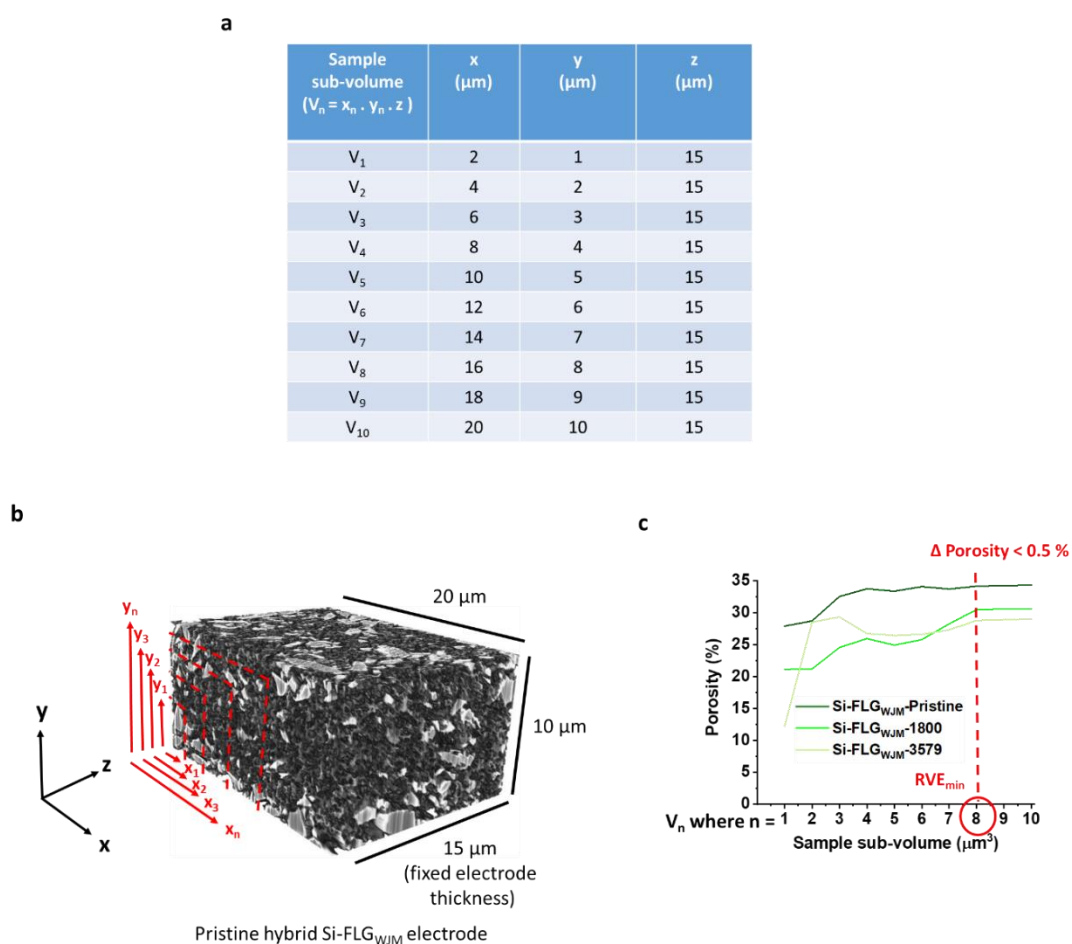 a
Sample x y z
sub-volume (μm) (μm) (μm)
(Vn = xn . yn . z )
V1 2 1 15
V2 4 2 15
V3 6 3 15
V4 8 4 15
V5 10 5 15
V6 12 6 15
V7 14 7 15
V8 16 8 15
V9 18 9 15
V10 20 10 15
b
20 μm
yn
y3
y2
y1
10 μm
y
z
x
x1
x2
x3
xn
15 μm
(fixed electrode
thickness)
Pristine hybrid Si-FLGWJM electrode
c
Δ Porosity < 0.5 %
Porosity (%)
35
30
25
20
15
10
5
0
Si-FLGWJM-Pristine
Si-FLGWJM-1800
Si-FLGWJM-3579
RVEmin
Vn where n = 1 2 3 4 5 6 7 8 9 10
Sample sub-volume (μm3)